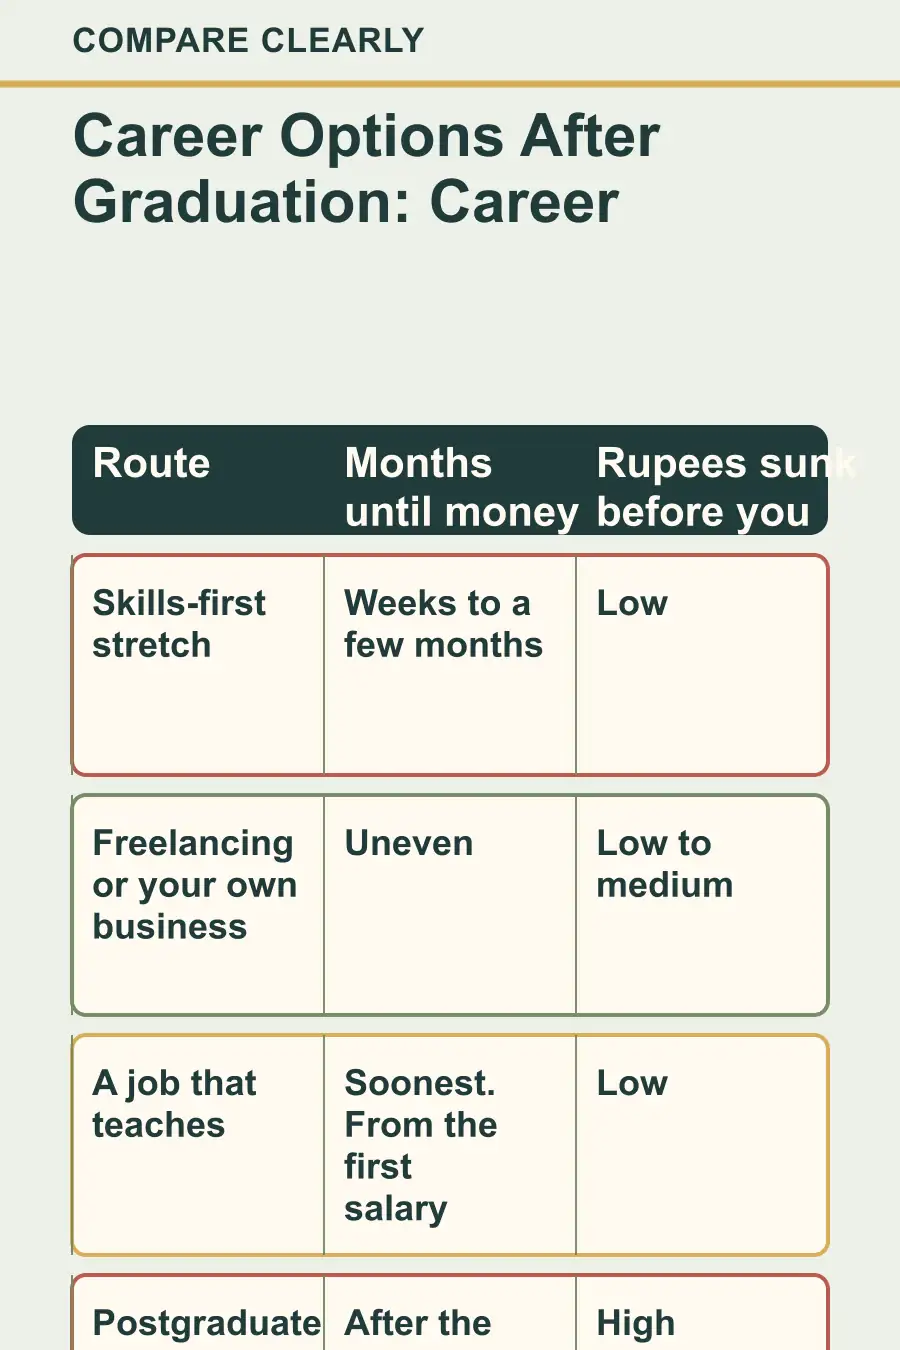 COMPARE CLEARLY
Career Options After
Graduation: Career
Route
Months
until money
Rupees sunk
before you
Skills-first
stretch
Weeks to a
few months
Low
Freelancing
or your own
business
Uneven
Low to
medium
A job that
teaches
Soonest.
From the
first
salary
Low
Postgraduate
After the
High